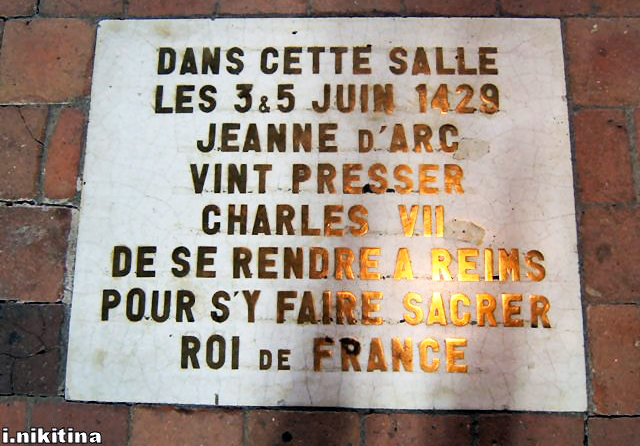 DANS CETTE SALLE
LES 3 & 5 JUIN 1429
JEANNE D'ARC
VINT PRESSER
CHARLES VII
DE SE RENDRE A REIMS
POUR S'Y FAIRE SACRER
ROI DE FRANCE
i.nikitina